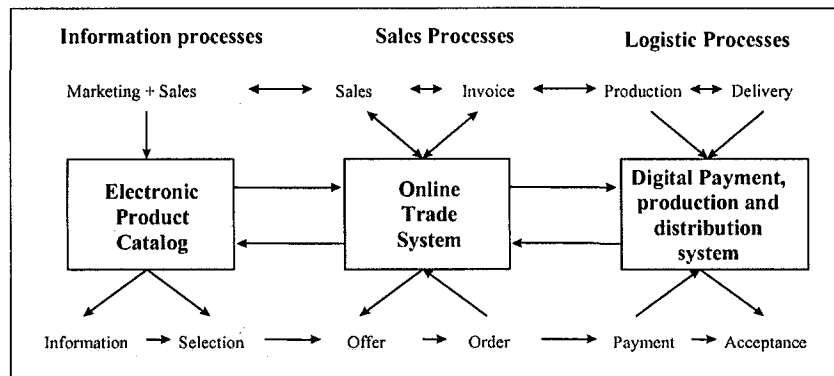 Information processes Sales Processes Logistic Processes
Marketing + Sales Sales Invoice Production Delivery
Electronic
Product
Catalog
Online
Trade
System
Digital Payment,
production and
distribution
system
Information Selection Offer Order Payment Acceptance